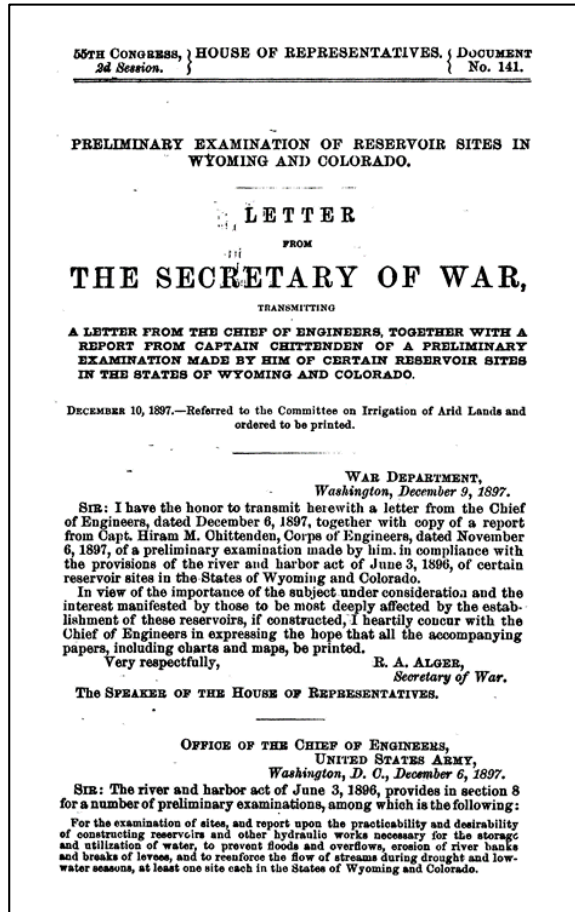 55TH CONGRESS, } HOUSE OF REPRESENTATIVES. { DOCUMENT
2d Session. } { No. 141.
PRELIMINARY EXAMINATION OF RESERVOIR SITES IN
WYOMING AND COLORADO.
LETTER
FROM
THE SECRETARY OF WAR,
TRANSMITTING
A LETTER FROM THE CHIEF OF ENGINEERS, TOGETHER WITH A
REPORT FROM CAPTAIN CHITTENDEN OF A PRELIMINARY
EXAMINATION MADE BY HIM OF CERTAIN RESERVOIR SITES
IN THE STATES OF WYOMING AND COLORADO.
DECEMBER 10, 1897.—Referred to the Committee on Irrigation of Arid Lands and
ordered to be printed.
WAR DEPARTMENT,
Washington, December 9, 1897.
SIR: I have the honor to transmit herewith a letter from the Chief
of Engineers, dated December 6, 1897, together with copy of a report
from Capt. Hiram M. Chittenden, Corps of Engineers, dated November
6, 1897, of a preliminary examination made by him. in compliance with
the provisions of the river and harbor act of June 3, 1896, of certain
reservoir sites in the States of Wyoming and Colorado.
In view of the importance of the subject under consideration and the
interest manifested by those to be most deeply affected by the estab-
lishment of these reservoirs, if constructed, I heartily concur with the
Chief of Engineers in expressing the hope that all the accompanying
papers, including charts and maps, be printed.
Very respectfully, R. A. ALGER,
Secretary of War.
The SPEAKER OF THE HOUSE OF REPRESENTATIVES.
OFFICE OF THE CHIEF OF ENGINEERS,
UNITED STATES ARMY,
Washington, D. C., December 6, 1897.
SIR: The river and harbor act of June 3, 1896, provides in section 8
for a number of preliminary examinations, among which is the following:
For the examination of sites, and report upon the practicability and desirability
of constructing reservoirs and other hydraulic works necessary for the storage
and utilization of water, to prevent floods and overflows, erosion of river banks
and breaks of levees, and to reenforce the flow of streams during drought and low-
water seasons, at least one site each in the States of Wyoming and Colorado.